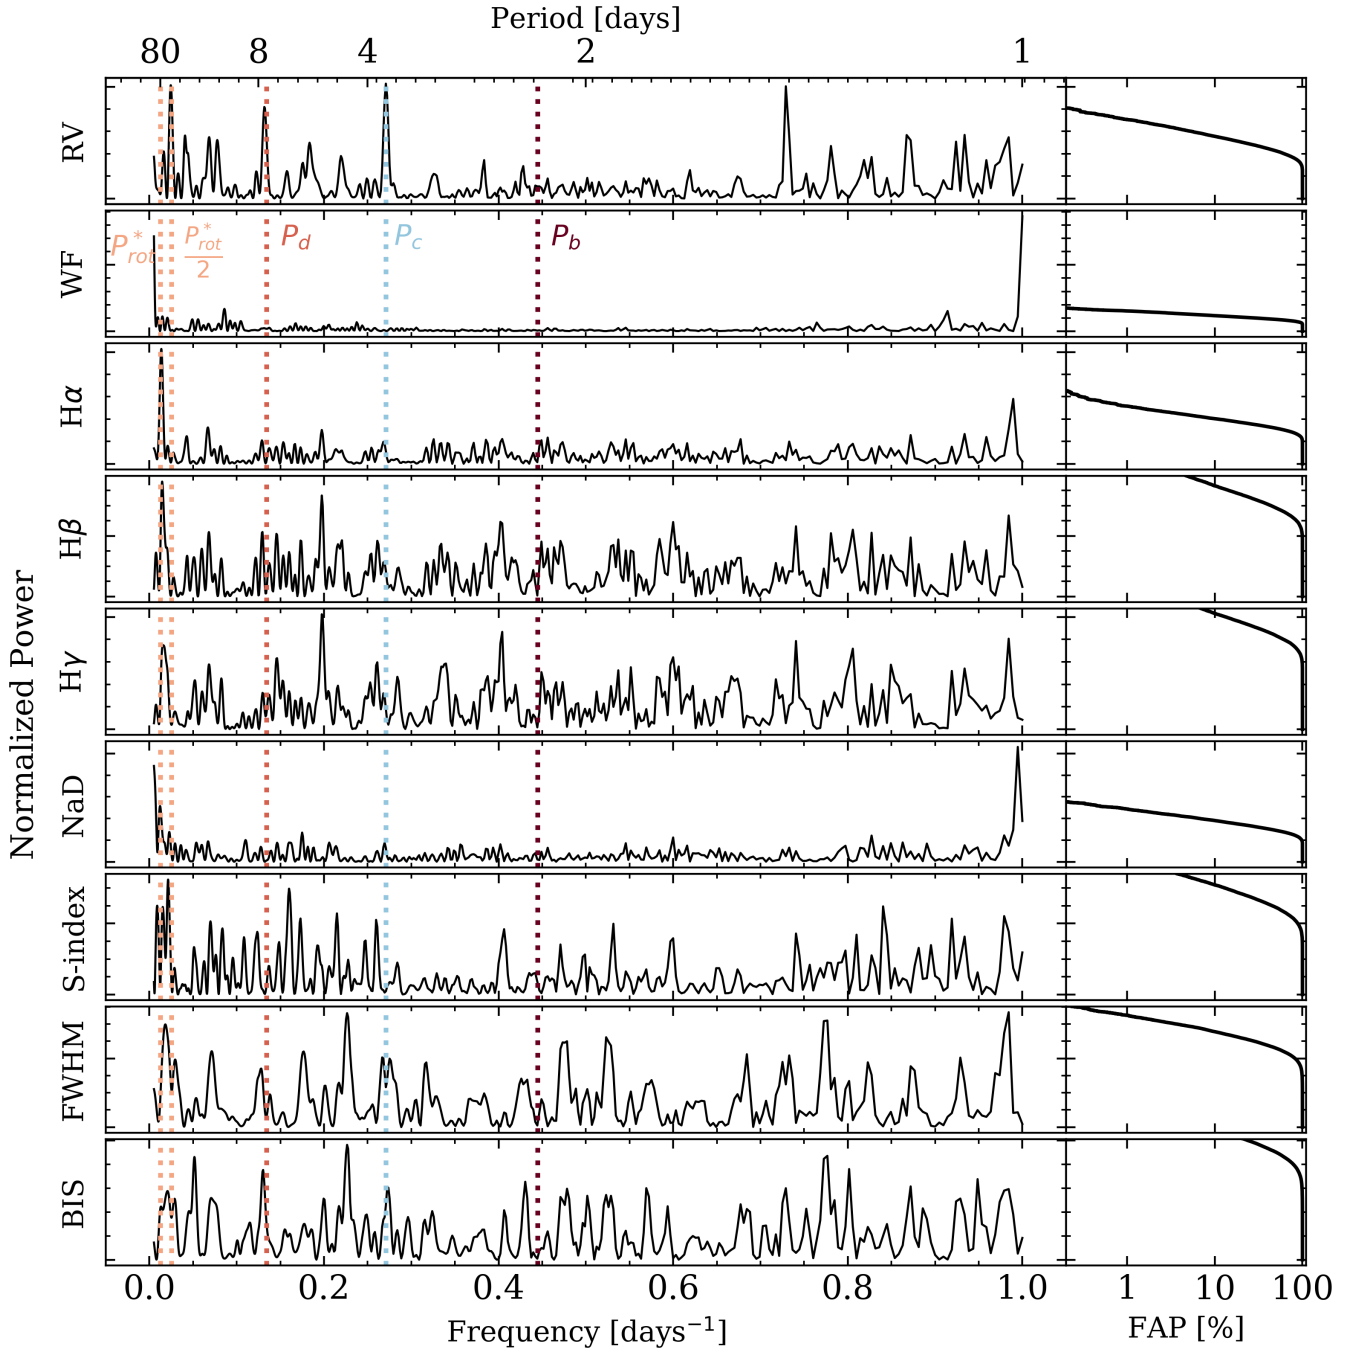 Period [days]
80 8 4 2 1
RV
WF
P*rot P*rot/2 Pd Pc Pb
Hα
Hβ
Hγ
NaD
S-index
FWHM
BIS
Normalized Power
0.0 0.2 0.4 0.6 0.8 1.0 1 10 100
Frequency [days⁻¹] FAP [%]